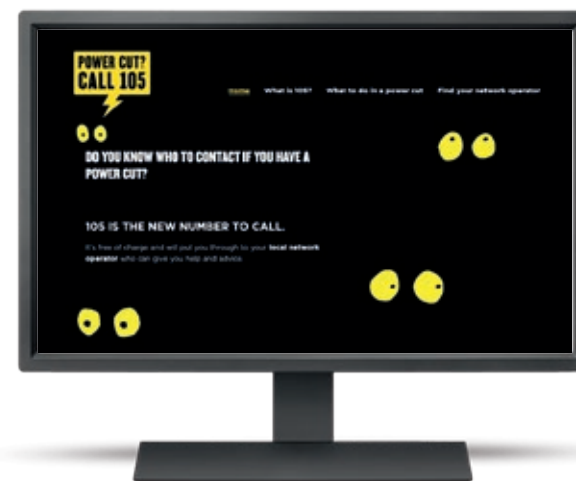 POWER CUT?
CALL 105
Home What is 105? What to do in a power cut Find your network operator
DO YOU KNOW WHO TO CONTACT IF YOU HAVE A
POWER CUT?
105 IS THE NEW NUMBER TO CALL.
It's free of charge and will put you through to your local network
operator who can give you help and advice.